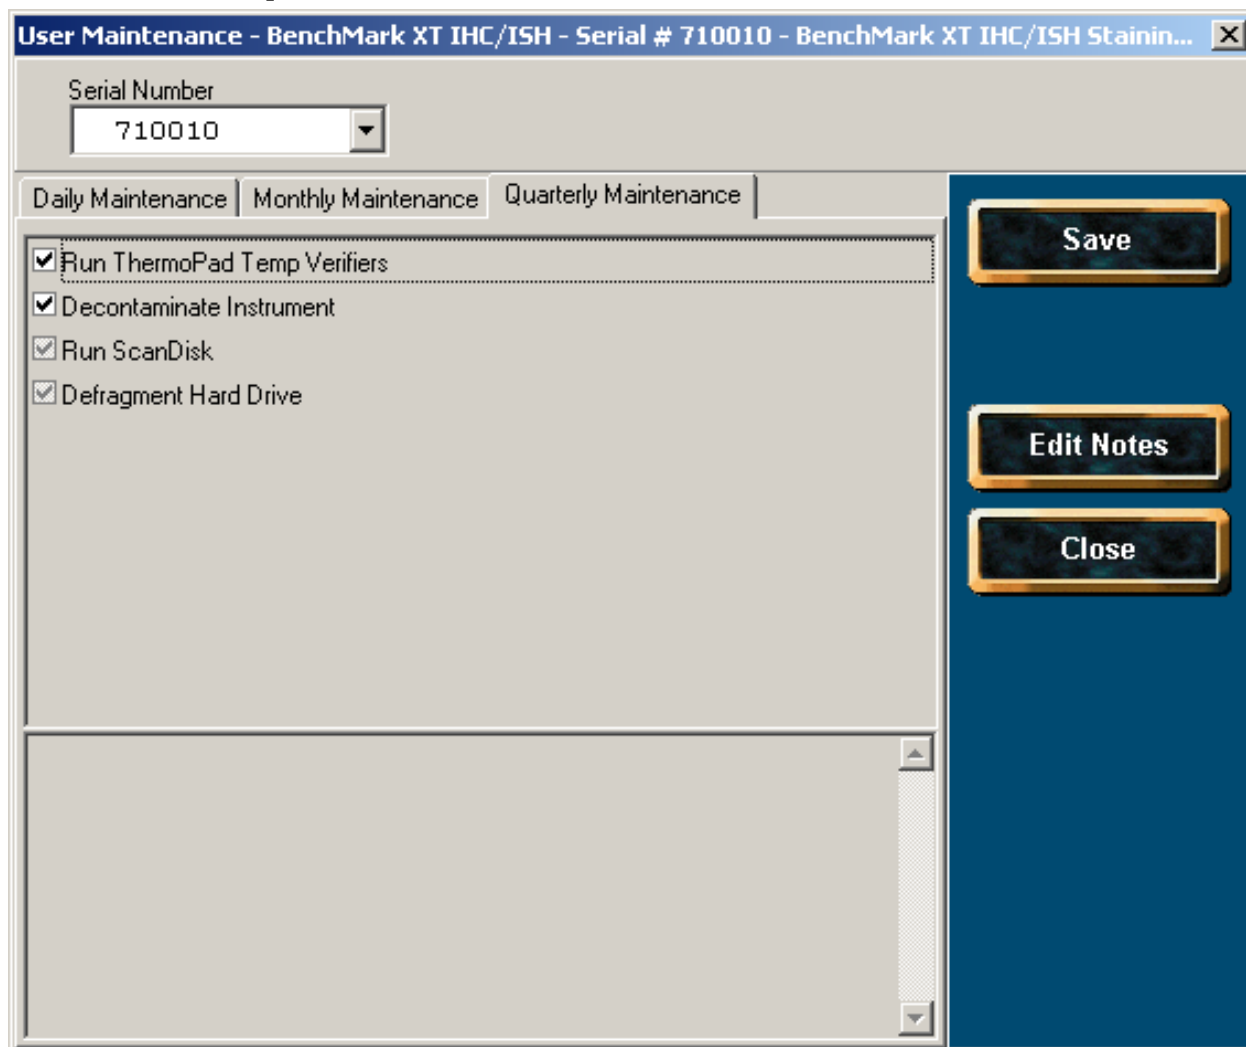 User Maintenance - BenchMark XT IHC/ISH - Serial # 710010 - BenchMark XT IHC/ISH Stainin...
Serial Number
710010
Daily Maintenance Monthly Maintenance Quarterly Maintenance
Run ThermoPad Temp Verifiers
Decontaminate Instrument
Run ScanDisk
Defragment Hard Drive
Save
Edit Notes
Close